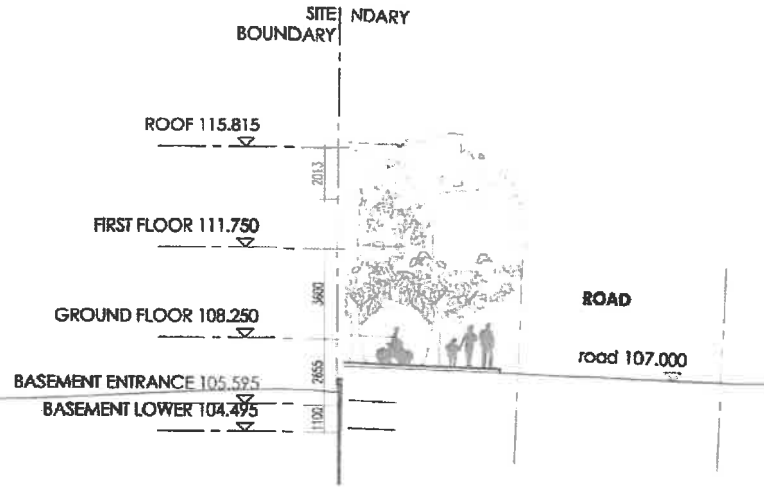 SITE NDARY
BOUNDARY
ROOF 115.815
2013
FIRST FLOOR 111.750
3600
ROAD
GROUND FLOOR 108.250
road 107.000
2655
BASEMENT ENTRANCE 105.595
BASEMENT LOWER 104.495
1100